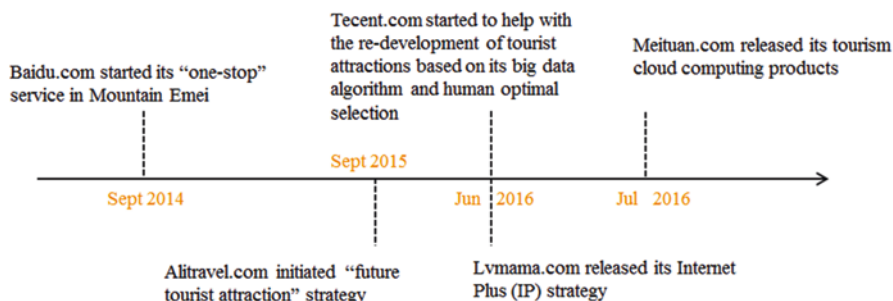 Tecent.com started to help with
the re-development of tourist
attractions based on its big data
algorithm and human optimal
selection
Meituan.com released its tourism
cloud computing products
Baidu.com started its “one-stop”
service in Mountain Emei
Sept 2015
Sept 2014
Jun 2016
Jul 2016
Alitravel.com initiated “future
tourist attraction” strategy
Lvmama.com released its Internet
Plus (IP) strategy